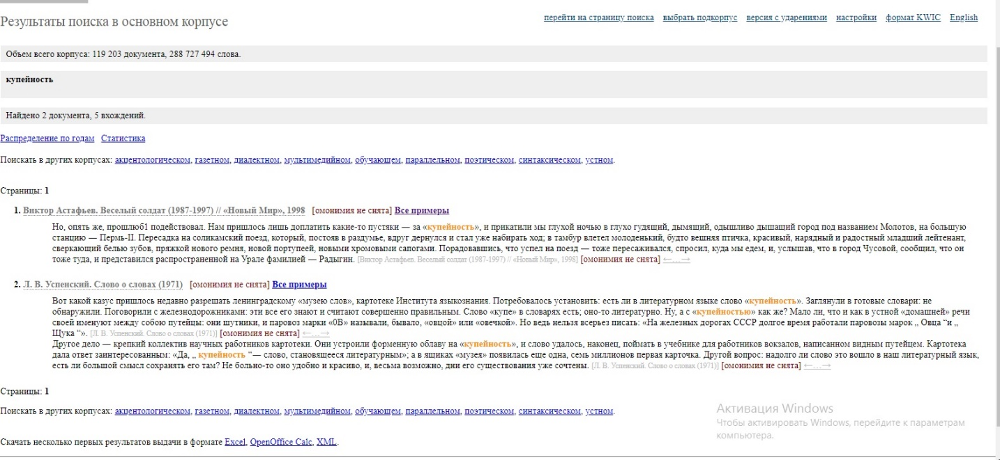 Результаты поиска в основном корпусе
перейти на страницу поиска выбрать подкорпус версия с ударениями настройки формат KWIC English
Объем всего корпуса: 119 203 документа, 288 727 494 слова.
купейность
Найдено 2 документа, 5 вхождений.
Распределение по годам Статистика
Поискать в других корпусах: акцентологическом, газетном, диалектном, мультимедийном, обучающем, параллельном, поэтическом, синтаксическом, устном.
Страницы: 1
1. Виктор Астафьев. Веселый солдат (1987-1997) // «Новый Мир», 1998 [омонимия не снята] Все примеры
Но, опять же, прошлюб1 подействовал. Нам пришлось лишь доплатить какие-то пустяки — за «купейность», и прикатили мы глухой ночью в глухо гудящий, дымящий, одышливо дышащий город под названием Молотов, на большую
станцию — Пермь-II. Пересадка на соликамский поезд, который, постояв в раздумье, вдруг дернулся и стал уже набирать ход; в тамбур влетел молоденький, будто вешняя птичка, красивый, нарядный и радостный младший лейтенант,
сверкающий белью зубов, пряжкой нового ремня, новой портупеей, новыми хромовыми сапогами. Порадовавшись, что успел на поезд — тоже пересаживался, спросил, куда мы едем, и, услышав, что в город Чусовой, сообщил, что он
тоже туда, и представился распространенной на Урале фамилией — Радыгин. [Виктор Астафьев. Веселый солдат (1987-1997) // «Новый Мир», 1998] [омонимия не снята] ←…→
2. Л. В. Успенский. Слово о словах (1971) [омонимия не снята] Все примеры
Вот какой казус пришлось недавно разрешать ленинградскому «музею слов», картотеке Института языкознания. Потребовалось установить: есть ли в литературном языке слово «купейность». Заглянули в готовые словари: не
обнаружили. Поговорили с железнодорожниками: эти все его знают и считают совершенно правильным. Слово «купе» в словарях есть; оно-то литературно. Ну, а с «купейностью» как же? Мало ли, что и как в устной «домашней» речи
своей именуют между собою путейцы: они шутники, и паровоз марки «0В» называли, бывало, «овцой» или «овечкой». Но ведь нельзя всерьез писать: «На железных дорогах СССР долгое время работали паровозы марок „ Овца “и „
Щука “». [Л. В. Успенский. Слово о словах (1971)] [омонимия не снята] ←…→
Другое дело — крепкий коллектив научных работников картотеки. Они устроили форменную облаву на «купейность», и слово удалось, наконец, поймать в учебнике для работников вокзалов, написанном видным путейцем. Картотека
дала ответ заинтересованным: «Да, „ купейность “— слово, становящееся литературным»; а в ящиках «музея» появилась еще одна, семь миллионов первая карточка. Другой вопрос: надолго ли слово это вошло в наш литературный язык,
есть ли большой смысл сохранять его там? Не больно-то оно удобно и красиво, и, весьма возможно, дни его существования уже сочтены. [Л. В. Успенский. Слово о словах (1971)] [омонимия не снята] ←…→
Страницы: 1
Поискать в других корпусах: акцентологическом, газетном, диалектном, мультимедийном, обучающем, параллельном, поэтическом, синтаксическом, устном.
Скачать несколько первых результатов выдачи в формате Excel, OpenOffice Calc, XML.
Активация Windows
Чтобы активировать Windows, перейдите к параметрам
компьютера.